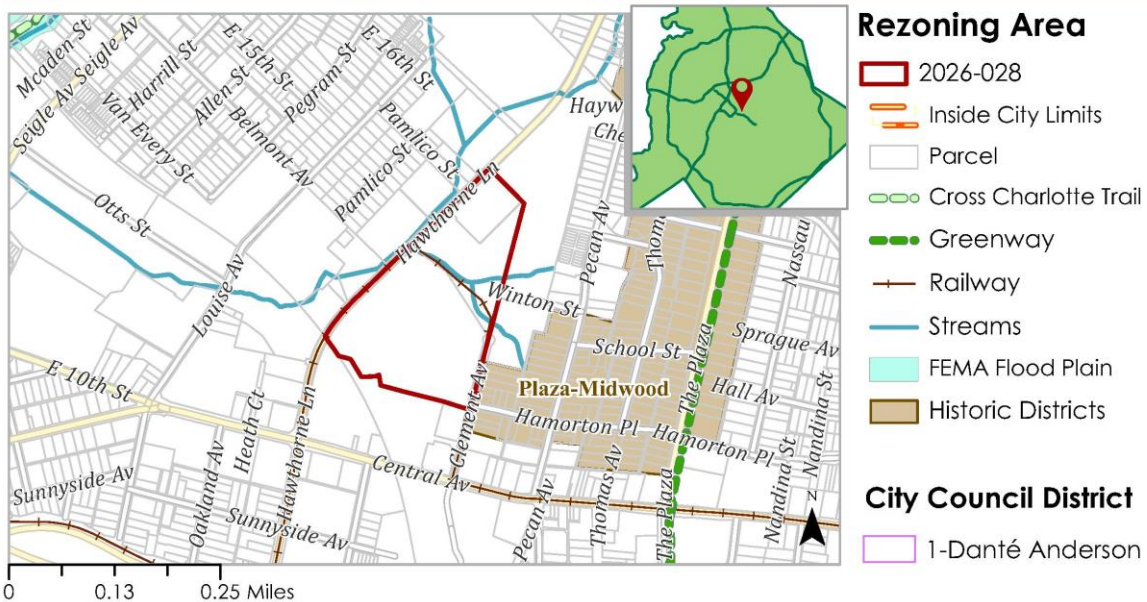 Mcaden St
Seigle Av
Seigle Av
Harrill St
Van Every St
E 15th St
Allen St
Pegram St
E 16th St
Belmont Av
Pamlico St
Pamlico St
Otts St
Louise Av
Hawthorne Ln
Winton St
Pecan Av
Nassau
School St
The Plaza
Sprague Av
Plaza-Midwood
Hall Av
E 10th St
Heath Ct
Hawthorne Ln
Clement Av
Hamorton Pl
Hamorton Pl
Nandina St
N Nandina St
Central Av
Sunnyside Av
Oakland Av
Sunnyside Av
Pecan Av
Thomas Av
The Plaza
0 0.13 0.25 Miles
Rezoning Area
2026-028
Inside City Limits
Parcel
Cross Charlotte Trail
Greenway
Railway
Streams
FEMA Flood Plain
Historic Districts
City Council District
1-Danté Anderson